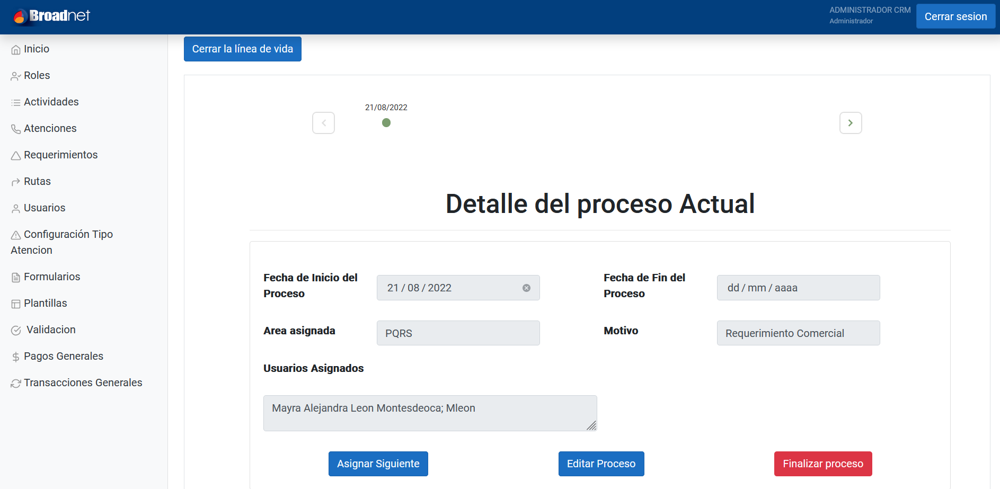 Broadnet
ADMINISTRADOR CRM
Administrador
Cerrar sesion
Inicio
Roles
Actividades
Atenciones
Requerimientos
Rutas
Usuarios
Configuración Tipo
Atencion
Formularios
Plantillas
Validacion
Pagos Generales
Transacciones Generales
Cerrar la línea de vida
21/08/2022
Detalle del proceso Actual
Fecha de Inicio del
Proceso
21 / 08 / 2022
Fecha de Fin del
Proceso
dd / mm / aaaa
Area asignada
PQRS
Motivo
Requerimiento Comercial
Usuarios Asignados
Mayra Alejandra Leon Montesdeoca; Mleon
Asignar Siguiente
Editar Proceso
Finalizar proceso